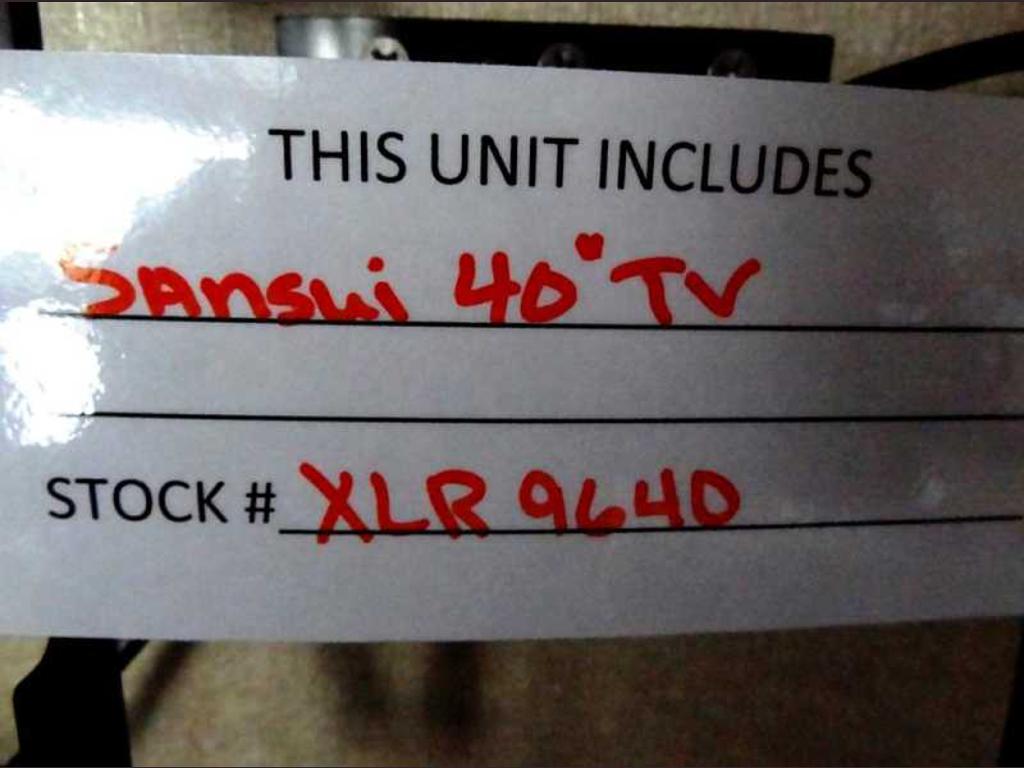 THIS UNIT INCLUDES
SAnsui 40" TV
STOCK # XLR 9640